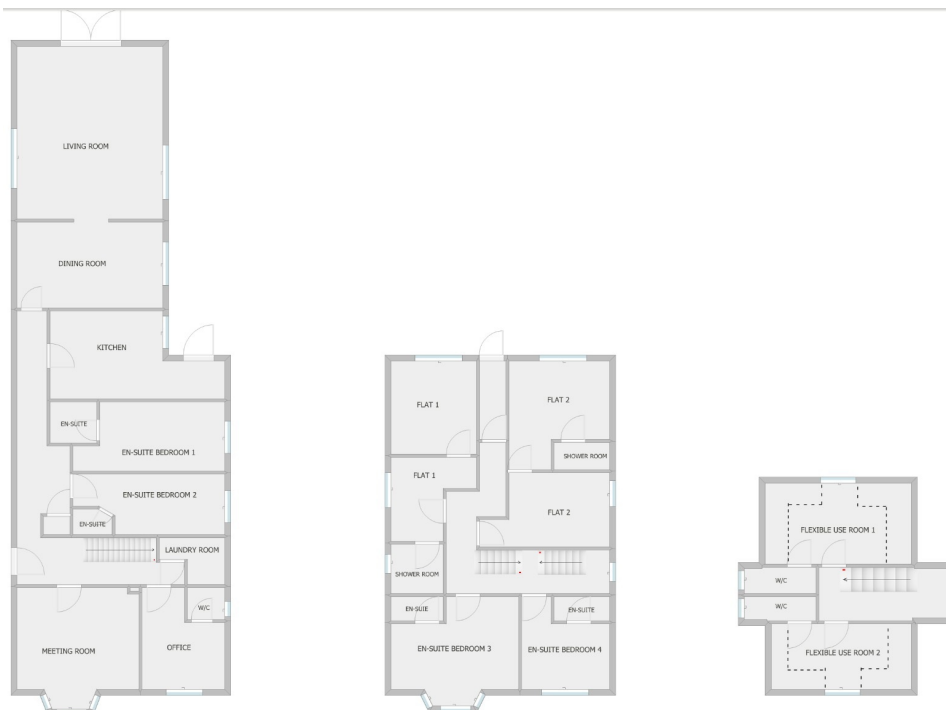 LIVING ROOM
DINING ROOM
KITCHEN
EN-SUITE
EN-SUITE BEDROOM 1
EN-SUITE BEDROOM 2
EN-SUITE
LAUNDRY ROOM
W/C
MEETING ROOM
OFFICE
FLAT 1
FLAT 2
SHOWER ROOM
FLAT 1
FLAT 2
SHOWER ROOM
EN-SUIE
EN-SUITE
EN-SUITE BEDROOM 3
EN-SUITE BEDROOM 4
FLEXIBLE USE ROOM 1
W/C
W/C
FLEXIBLE USE ROOM 2